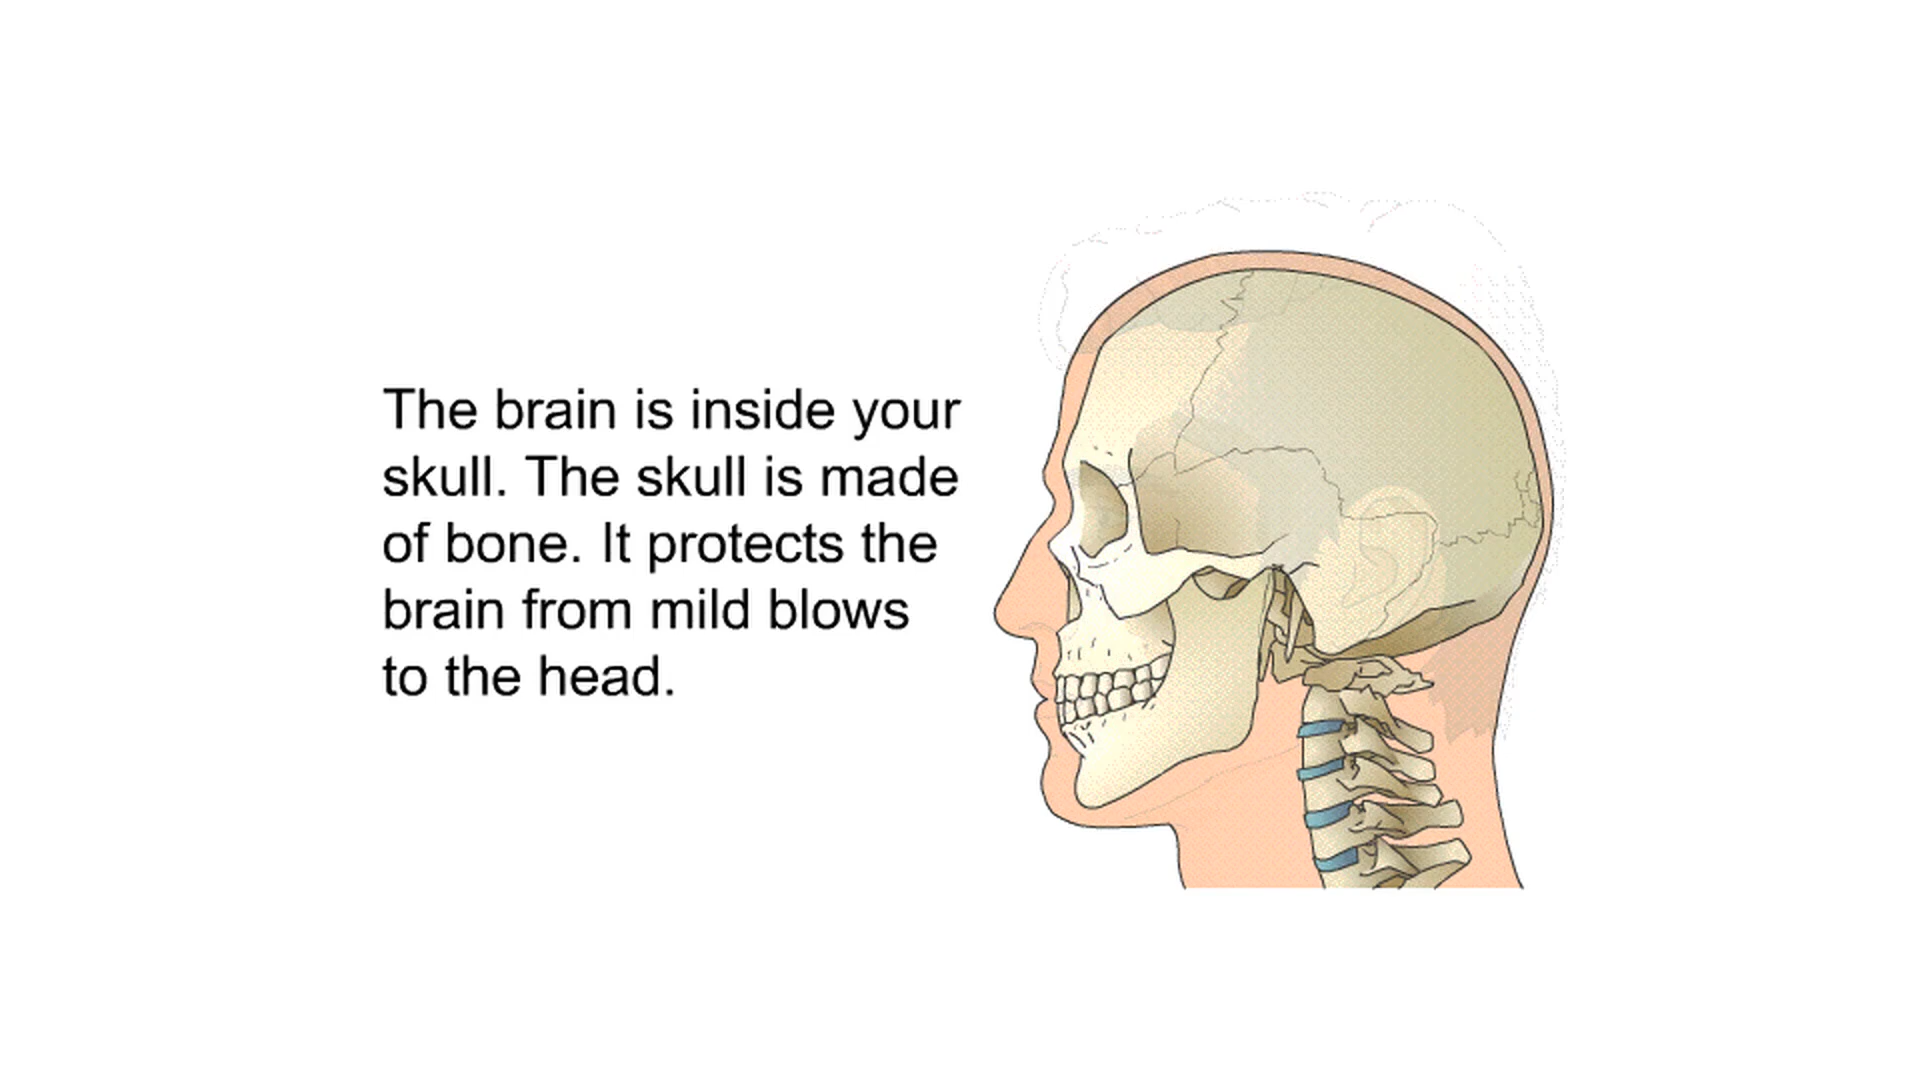 The brain is inside your
skull. The skull is made
of bone. It protects the
brain from mild blows
to the head.